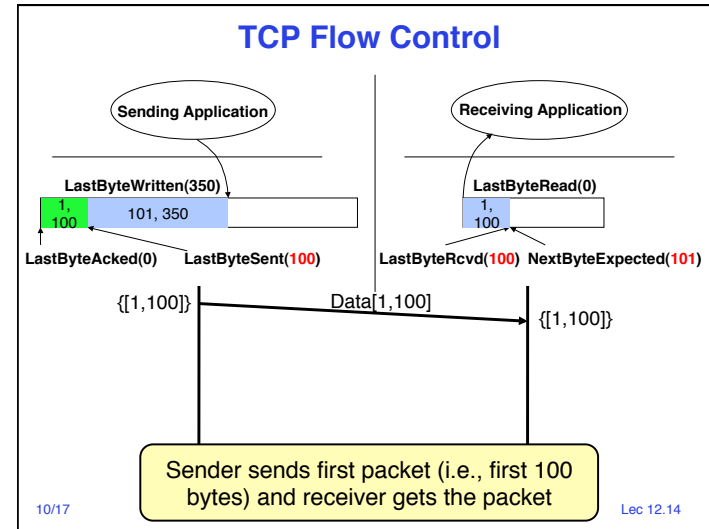 TCP Flow Control
Sending Application
Receiving Application
LastByteWritten(350)
LastByteRead(0)
1,
100
101, 350
1,
100
LastByteAcked(0)
LastByteSent(100)
LastByteRcvd(100)
NextByteExpected(101)
{[1,100]}
Data[1,100]
{[1,100]}
Sender sends first packet (i.e., first 100
bytes) and receiver gets the packet
10/17
Lec 12.14